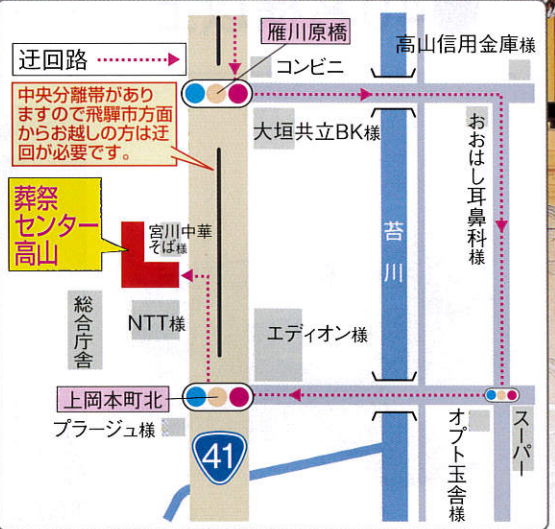 迂回路
雁川原橋
コンビニ
高山信用金庫様
中央分離帯があり
ますので飛騨市方面
からお越しの方は迂
回が必要です。
大垣共立BK様
おおはし耳鼻科様
葬祭
センター
高山
宮川中華
そば様
苔川
総合庁舎
NTT様
エディオン様
上岡本町北
プラージュ様
41
オプト玉舎様
スーパー